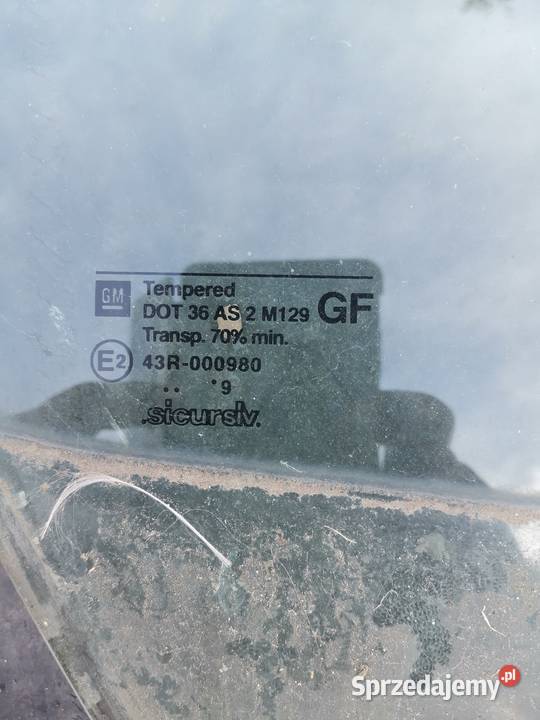 GM
Tempered
DOT 36 AS 2 M129 GF
Transp. 70% min.
E2 43R-000980
.. .9
.sicursiv.
Sprzedajemy.pl